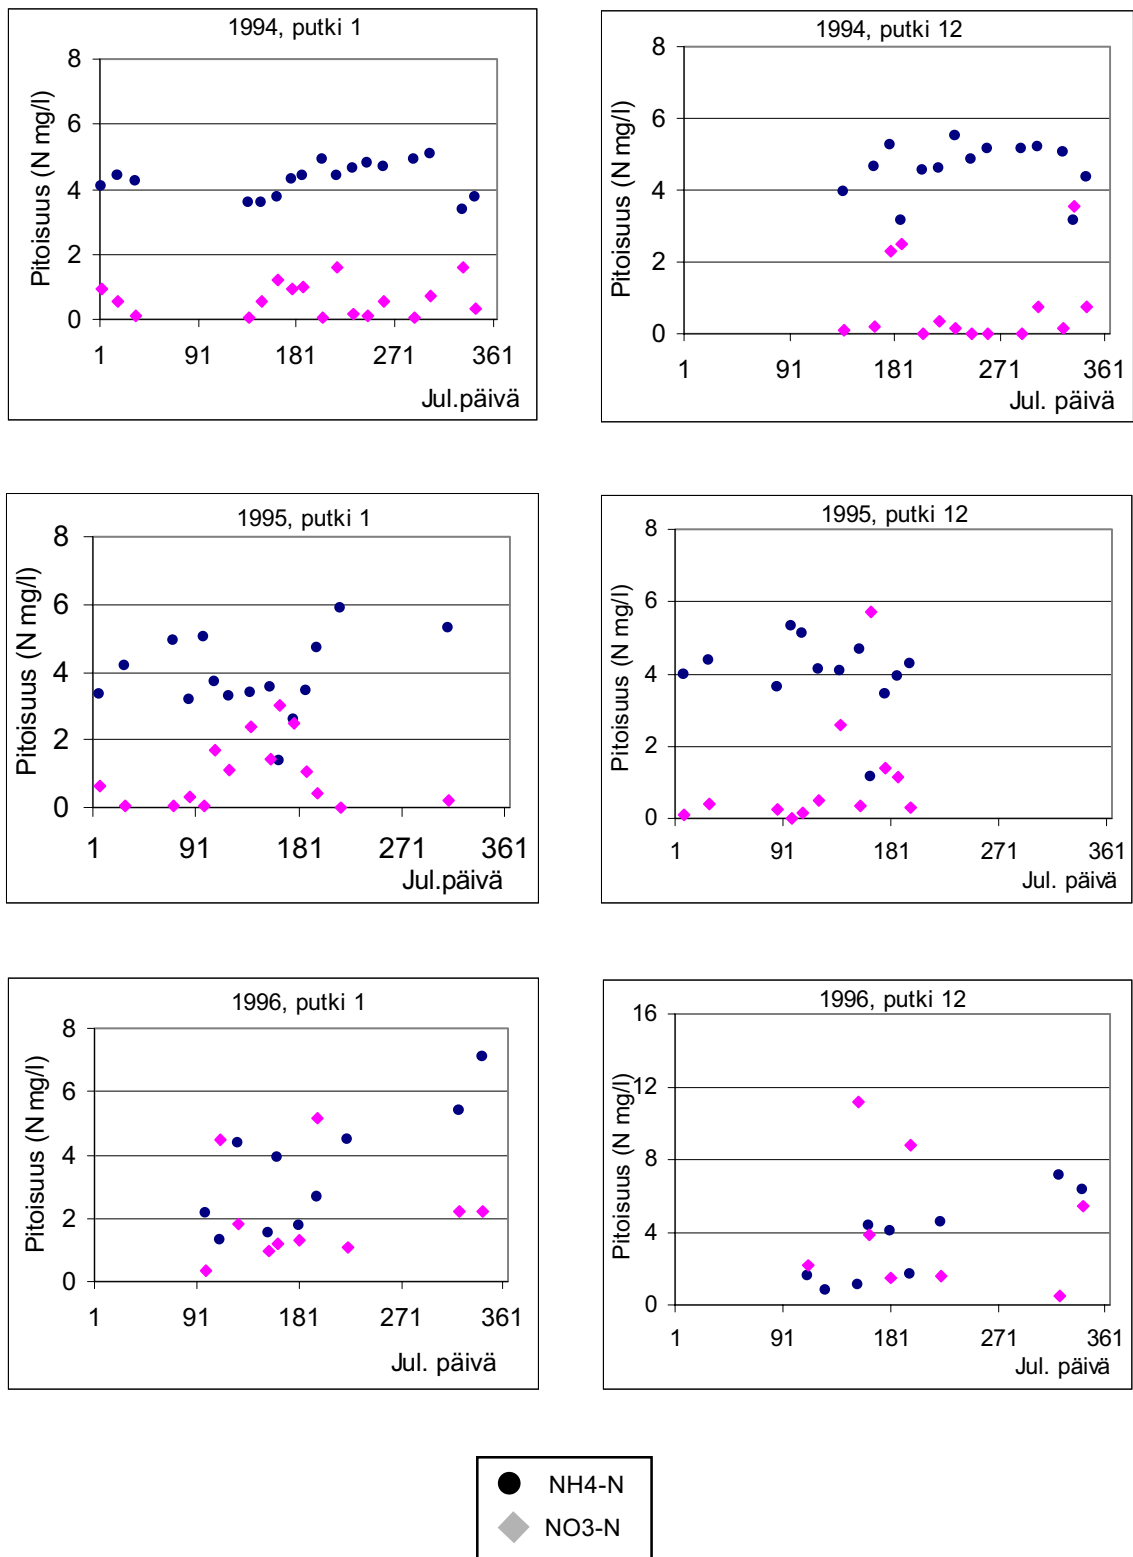 1994, putki 1
Pitoisuus (N mg/l)
8
6
4
2
0
1 91 181 271 361
Jul.päivä
1994, putki 12
Pitoisuus (N mg/l)
8
6
4
2
0
1 91 181 271 361
Jul. päivä
1995, putki 1
Pitoisuus (N mg/l)
8
6
4
2
0
1 91 181 271 361
Jul.päivä
1995, putki 12
Pitoisuus (N mg/l)
8
6
4
2
0
1 91 181 271 361
Jul. päivä
1996, putki 1
Pitoisuus (N mg/l)
8
6
4
2
0
1 91 181 271 361
Jul. päivä
1996, putki 12
Pitoisuus (N mg/l)
16
12
8
4
0
1 91 181 271 361
Jul. päivä
NH4-N
NO3-N